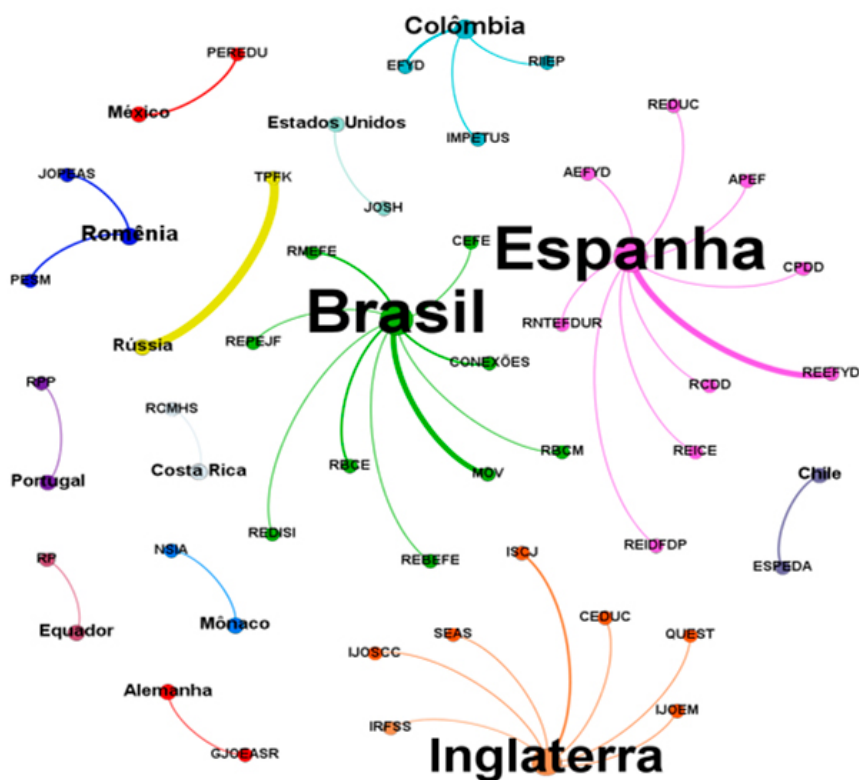 Colômbia
PEREDU
EFYD
RIIEP
México
REDUC
Estados Unidos
IMPETUS
JOPEAS
TPFK
AEFYD
APEF
JOSH
Romênia
RMEFE
CEFE
Espanha
CPDD
PESM
Brasil
RNTEFDUR
Rússia
REPEJF
CONEXÕES
REEFYD
RPP
RCDD
RCMHS
RBCM
REICE
Portugal
Costa Rica
RBCE
MOV
Chile
REDISI
REIDFDP
NSIA
ISCJ
RP
REBEFE
ESPEDA
CEDUC
Equador
Mônaco
SEAS
QUEST
IJOSCC
Alemanha
IJOEM
IRFSS
GJOEASR
Inglaterra